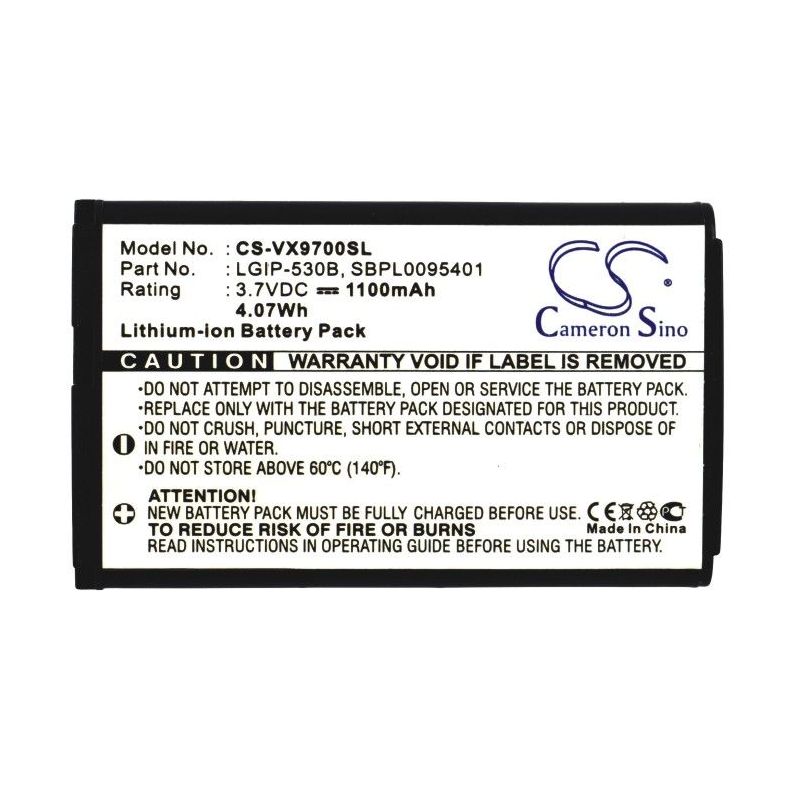 Model No. : CS-VX9700SL
Part No. : LGIP-530B, SBPL0095401
Rating : 3.7VDC ⎓ 1100mAh
4.07Wh
Lithium-ion Battery Pack
CS
Cameron Sino
CAUTION WARRANTY VOID IF LABEL IS REMOVED
•DO NOT ATTEMPT TO DISASSEMBLE, OPEN OR SERVICE THE BATTERY PACK.
•REPLACE ONLY WITH THE BATTERY PACK DESIGNATED FOR THIS PRODUCT.
•DO NOT CRUSH, PUNCTURE, SHORT EXTERNAL CONTACTS OR DISPOSE OF
IN FIRE OR WATER.
•DO NOT STORE ABOVE 60°C (140°F).
ATTENTION!
NEW BATTERY PACK MUST BE FULLY CHARGED BEFORE USE.
TO REDUCE RISK OF FIRE OR BURNS
READ INSTRUCTIONS IN OPERATING GUIDE BEFORE USING THE BATTERY.
CE
Made In China